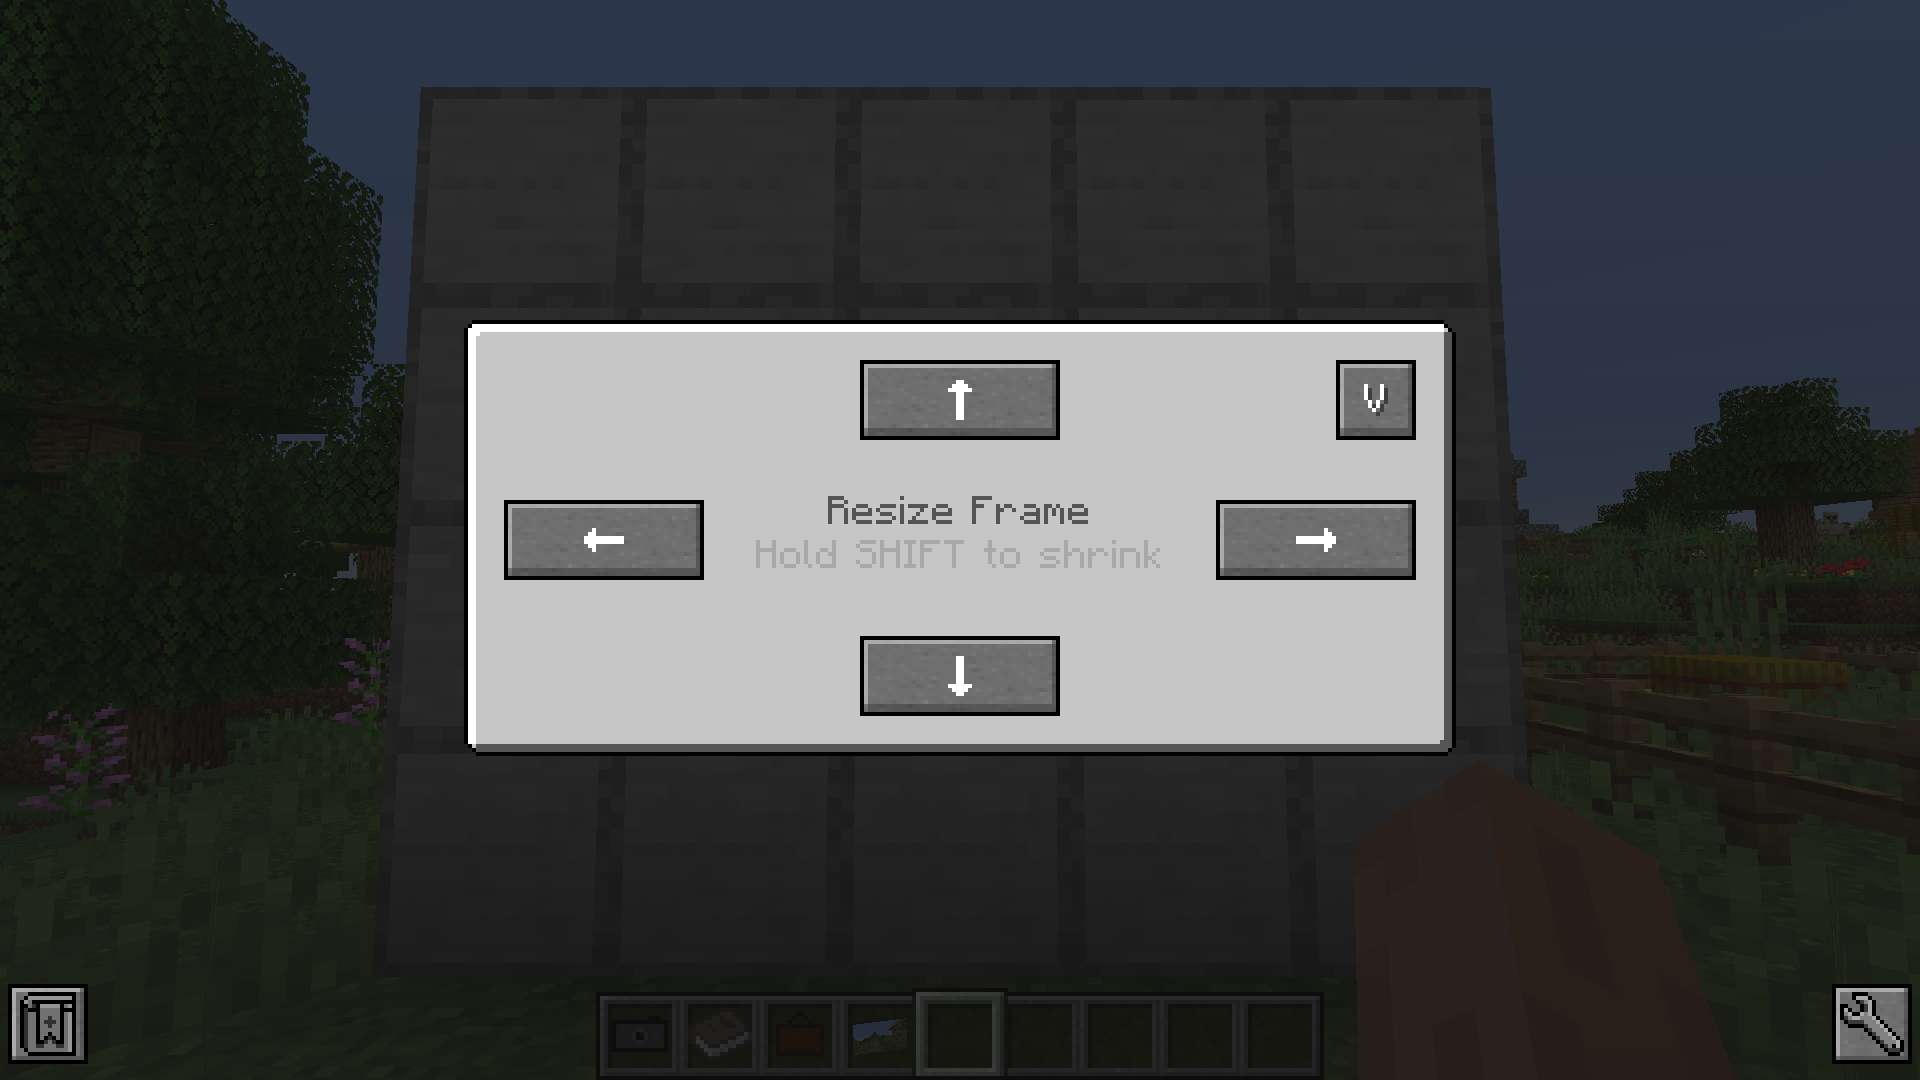 ↑
V
Resize Frame
← →
Hold SHIFT to shrink
↓